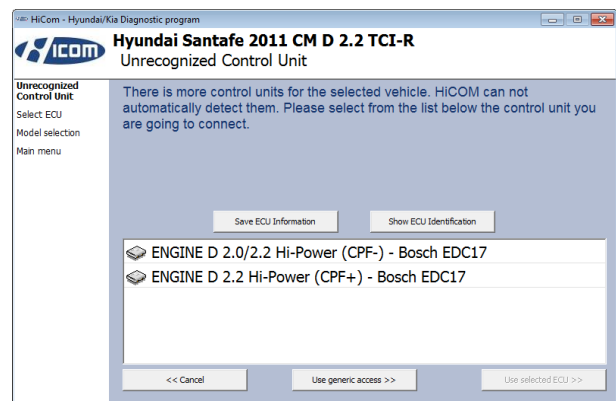 HiCom - Hyundai/Kia Diagnostic program
Hicom
Hyundai Santafe 2011 CM D 2.2 TCI-R
Unrecognized Control Unit
Unrecognized
Control Unit
Select ECU
Model selection
Main menu
There is more control units for the selected vehicle. HiCOM can not
automatically detect them. Please select from the list below the control unit you
are going to connect.
Save ECU Information
Show ECU Identification
ENGINE D 2.0/2.2 Hi-Power (CPF-) - Bosch EDC17
ENGINE D 2.2 Hi-Power (CPF+) - Bosch EDC17
<< Cancel
Use generic access >>
Use selected ECU >>